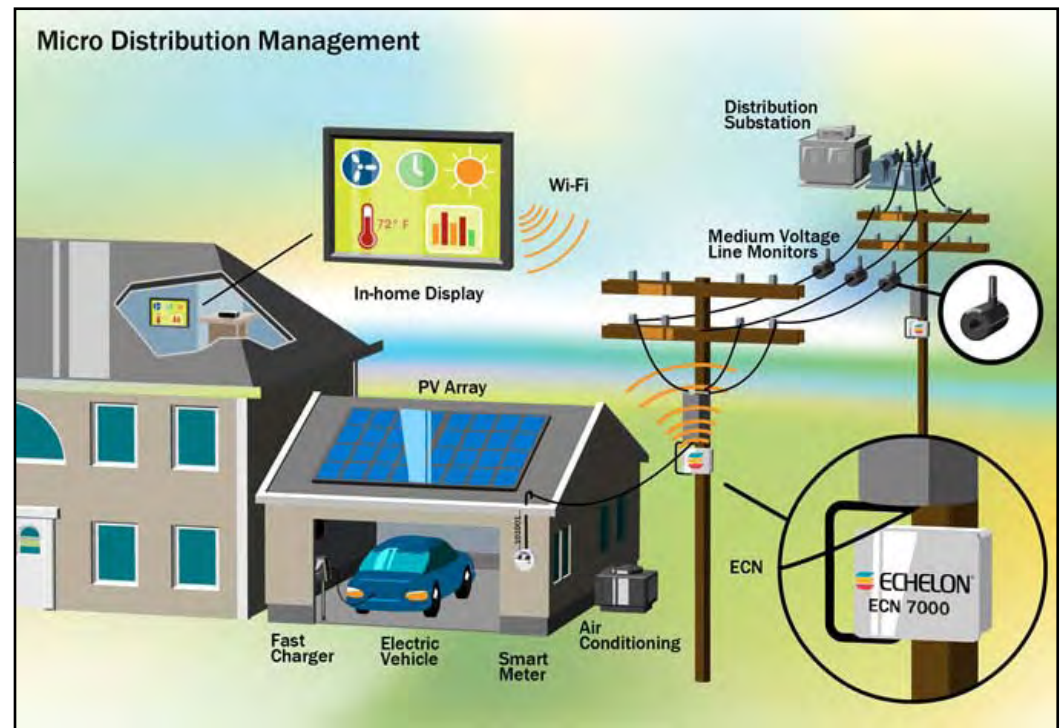 Micro Distribution Management
Distribution
Substation
Wi-Fi
72° F
Medium Voltage
Line Monitors
In-home Display
PV Array
ECN
ECHELON®
ECN 7000
Fast
Charger
Electric
Vehicle
Smart
Meter
Air
Conditioning